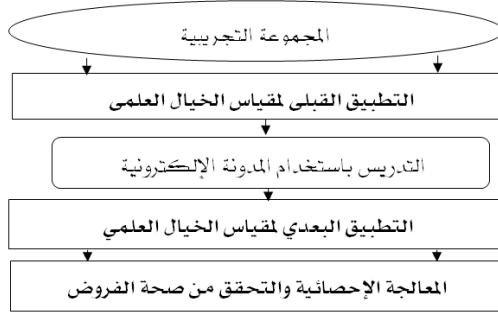 المجموعة التجريبية
التطبيق القبلى لمقياس الخيال العلمى
التدريس باستخدام المدونة الإلكترونية
التطبيق البعدي لمقياس الخيال العلمي
المعالجة الإحصائية والتحقق من صحة الفروض